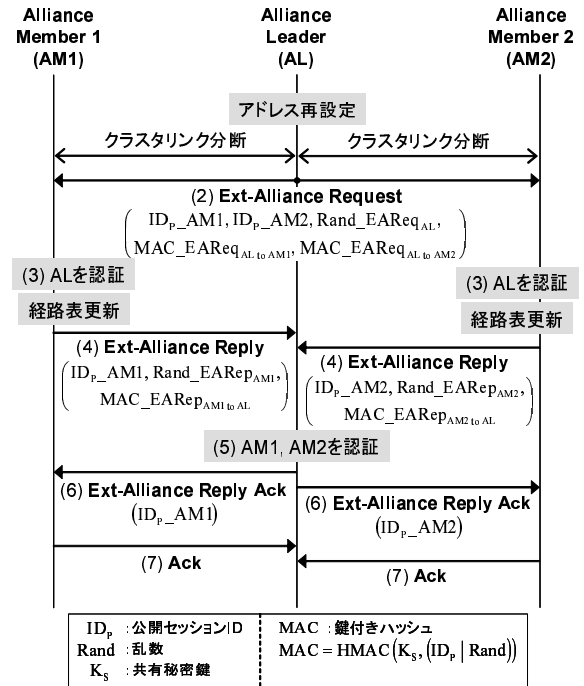 Alliance Member 1 (AM1)
Alliance Leader (AL)
Alliance Member 2 (AM2)
アドレス再設定
クラスタリンク分断
クラスタリンク分断
(2) Ext-Alliance Request
(ID_P_AM1, ID_P_AM2, Rand_EAReq_AL,
MAC_EAReq_AL to AM1, MAC_EAReq_AL to AM2)
(3) ALを認証
経路表更新
(3) ALを認証
経路表更新
(4) Ext-Alliance Reply
(ID_P_AM1, Rand_EARep_AM1,
MAC_EARep_AM1 to AL)
(4) Ext-Alliance Reply
(ID_P_AM2, Rand_EARep_AM2,
MAC_EARep_AM2 to AL)
(5) AM1, AM2を認証
(6) Ext-Alliance Reply Ack
(ID_P_AM1)
(6) Ext-Alliance Reply Ack
(ID_P_AM2)
(7) Ack
(7) Ack
ID_P :公開セッションID
Rand :乱数
K_S :共有秘密鍵
MAC :鍵付きハッシュ
MAC = HMAC(K_S, (ID_P | Rand))